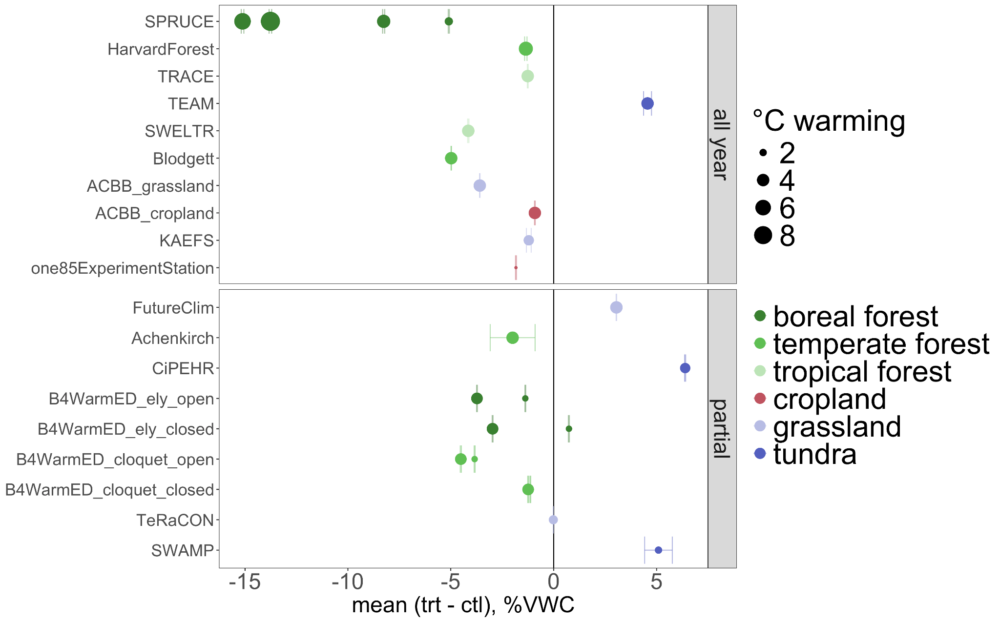 SPRUCE
HarvardForest
TRACE
TEAM
SWELTR
Blodgett
ACBB_grassland
ACBB_cropland
KAEFS
one85ExperimentStation
all year
FutureClim
Achenkirch
CiPEHR
B4WarmED_ely_open
B4WarmED_ely_closed
B4WarmED_cloquet_open
B4WarmED_cloquet_closed
TeRaCON
SWAMP
partial
-15 -10 -5 0 5
mean (trt - ctl), %VWC
°C warming
2
4
6
8
boreal forest
temperate forest
tropical forest
cropland
grassland
tundra